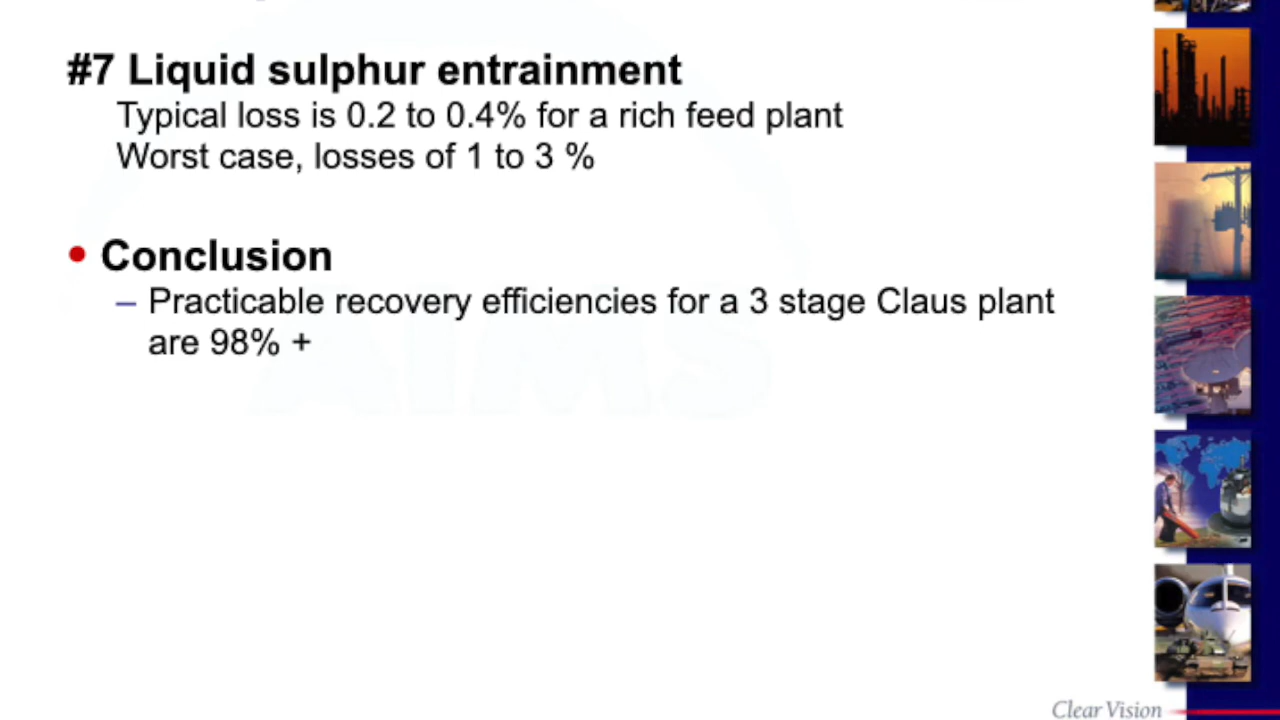 #7 Liquid sulphur entrainment
Typical loss is 0.2 to 0.4% for a rich feed plant
Worst case, losses of 1 to 3 %
• Conclusion
– Practicable recovery efficiencies for a 3 stage Claus plant
are 98% +
AIMS
Clear Vision